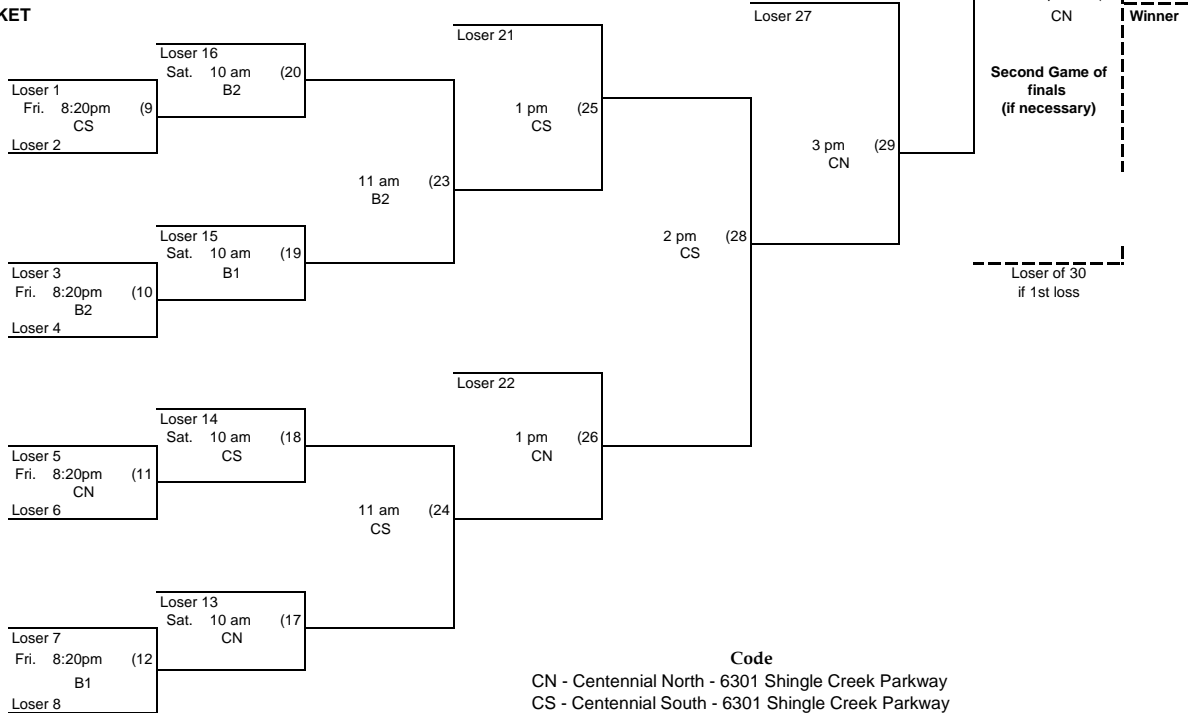 KET
Loser 16
Sat. 10 am (20
B2
Loser 1
Fri. 8:20pm (9
CS
Loser 2
Loser 15
Sat. 10 am (19
B1
Loser 3
Fri. 8:20pm (10
B2
Loser 4
Loser 14
Sat. 10 am (18
CS
Loser 5
Fri. 8:20pm (11
CN
Loser 6
Loser 13
Sat. 10 am (17
CN
Loser 7
Fri. 8:20pm (12
B1
Loser 8
11 am (23
B2
11 am (24
CS
Loser 21
1 pm (25
CS
Loser 22
1 pm (26
CN
2 pm (28
CS
Loser 27
3 pm (29
CN
CN
Winner
Second Game of
finals
(if necessary)
Loser of 30
if 1st loss
Code
CN - Centennial North - 6301 Shingle Creek Parkway
CS - Centennial South - 6301 Shingle Creek Parkway